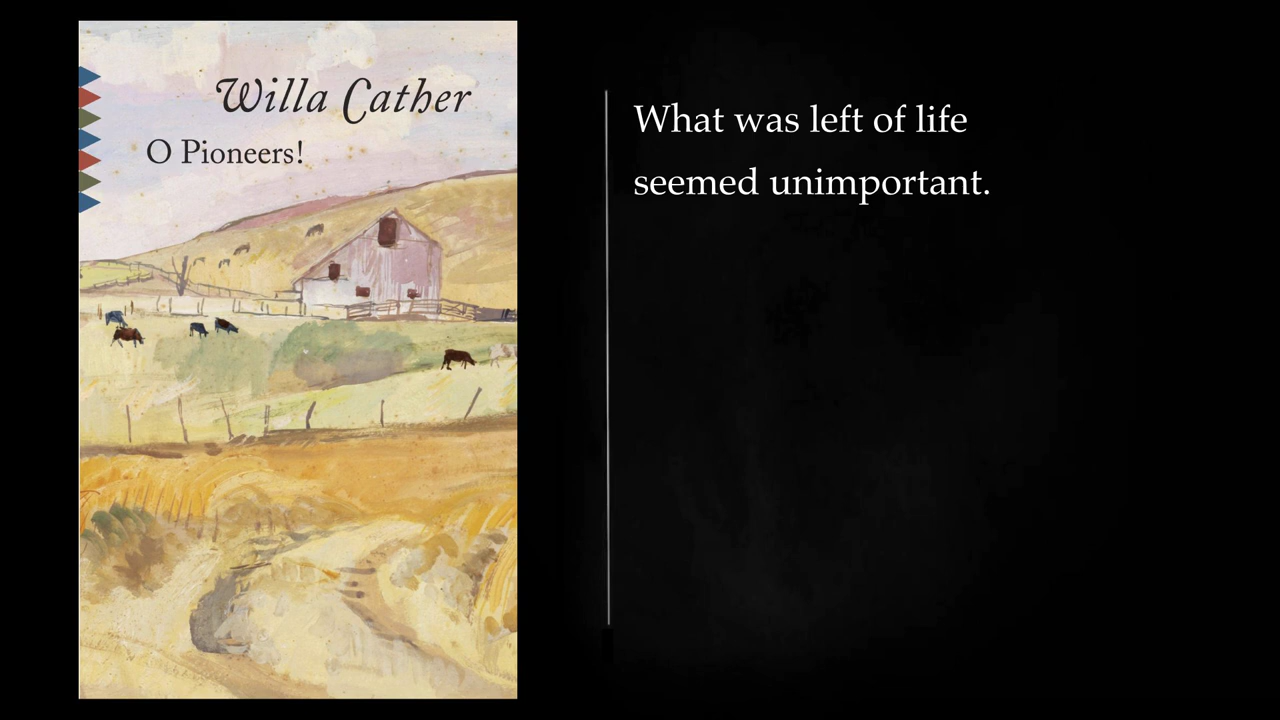 Willa Cather
O Pioneers!
What was left of life
seemed unimportant.